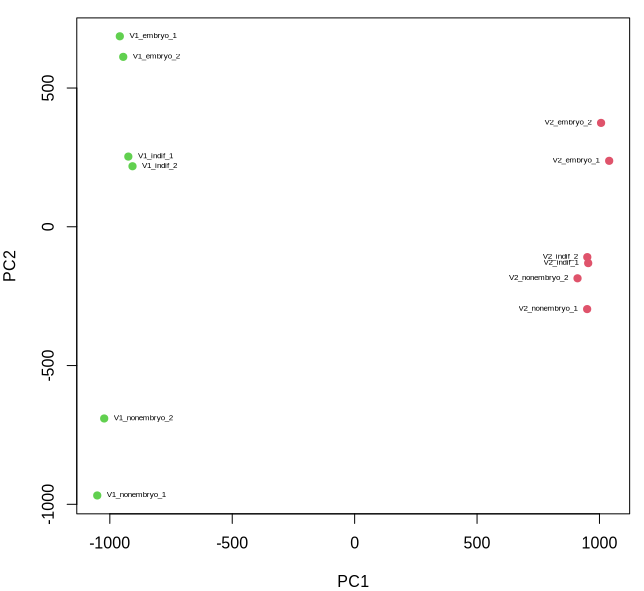 V1_embryo_1
V1_embryo_2
V2_embryo_2
V1_indif_1
V2_embryo_1
V1_indif_2
V2_indif_2
V2_indif_1
V2_nonembryo_2
V2_nonembryo_1
V1_nonembryo_2
V1_nonembryo_1
500
0
-500
-1000
PC2
-1000 -500 0 500 1000
PC1